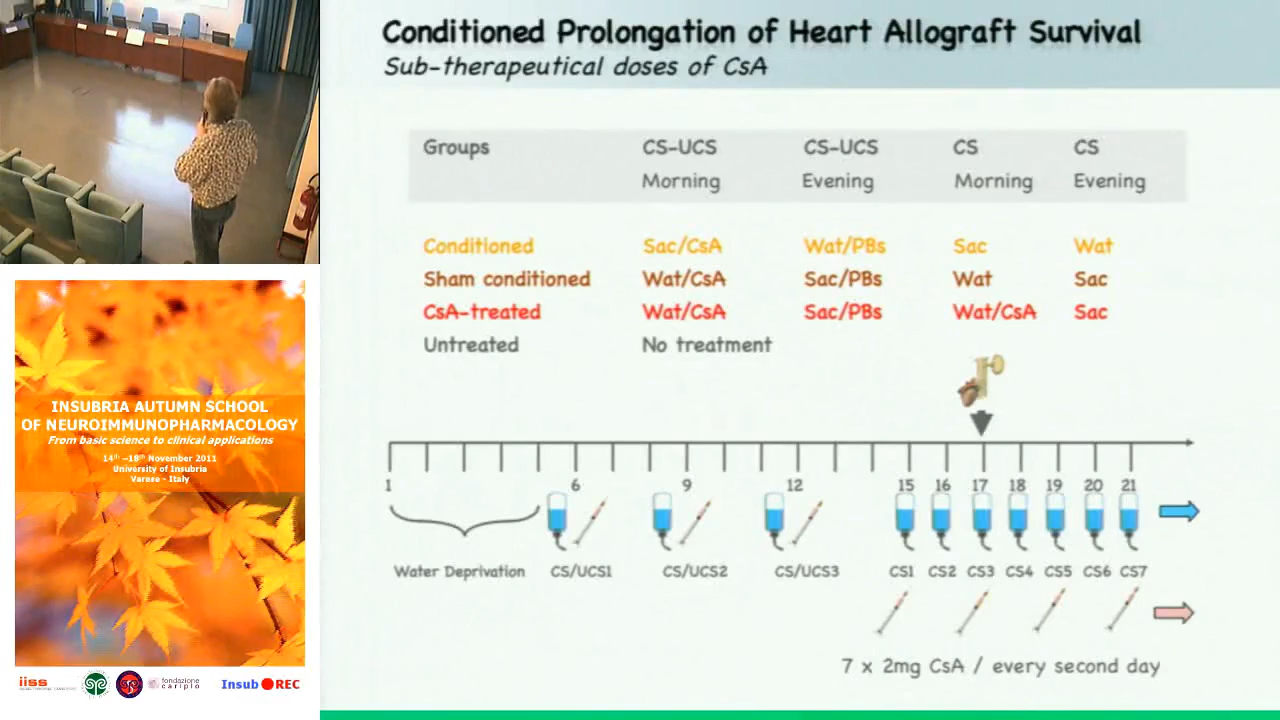 Conditioned Prolongation of Heart Allograft Survival
Sub-therapeutical doses of CsA
Groups CS-UCS CS-UCS CS CS
Morning Evening Morning Evening
Conditioned Sac/CsA Wat/PBs Sac Wat
Sham conditioned Wat/CsA Sac/PBs Wat Sac
CsA-treated Wat/CsA Sac/PBs Wat/CsA Sac
Untreated No treatment
1 6 9 12 15 16 17 18 19 20 21
Water Deprivation CS/UCS1 CS/UCS2 CS/UCS3 CS1 CS2 CS3 CS4 CS5 CS6 CS7
7 x 2mg CsA / every second day
INSUBRIA AUTUMN SCHOOL
OF NEUROIMMUNOPHARMACOLOGY
From basic science to clinical applications
14th –18th November 2011
University of Insubria
Varese - Italy
iiss
fondazione
cariplo
Insub REC